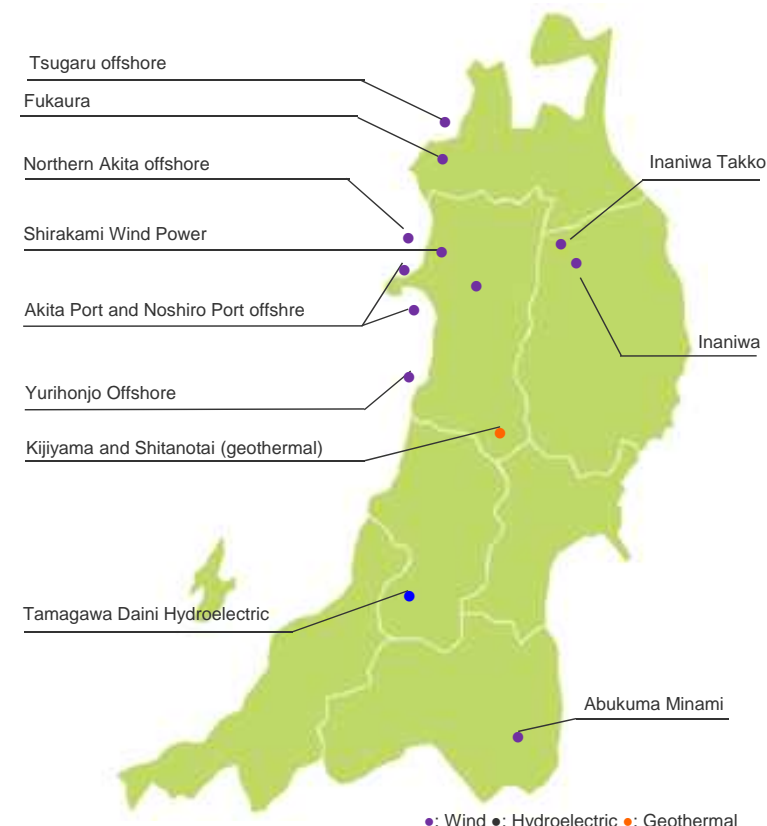 Tsugaru offshore
Fukaura
Northern Akita offshore
Inaniwa Takko
Shirakami Wind Power
Akita Port and Noshiro Port offshre
Inaniwa
Yurihonjo Offshore
Kijiyama and Shitanotai (geothermal)
Tamagawa Daini Hydroelectric
Abukuma Minami
●: Wind ●: Hydroelectric ●: Geothermal